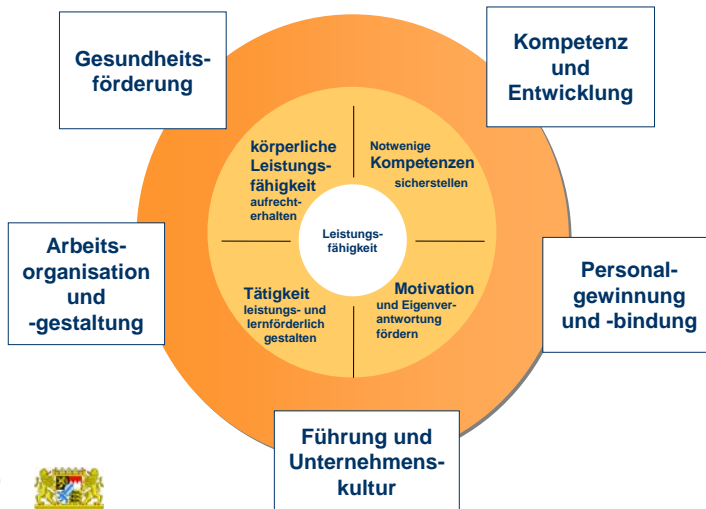 Gesundheits-
förderung
Kompetenz
und
Entwicklung
körperliche
Leistungs-
fähigkeit
aufrecht-
erhalten
Notwenige
Kompetenzen
sicherstellen
Leistungs-
fähigkeit
Arbeits-
organisation
und
-gestaltung
Tätigkeit
leistungs- und
lernförderlich
gestalten
Motivation
und Eigenver-
antwortung
fördern
Personal-
gewinnung
und -bindung
Führung und
Unternehmens-
kultur